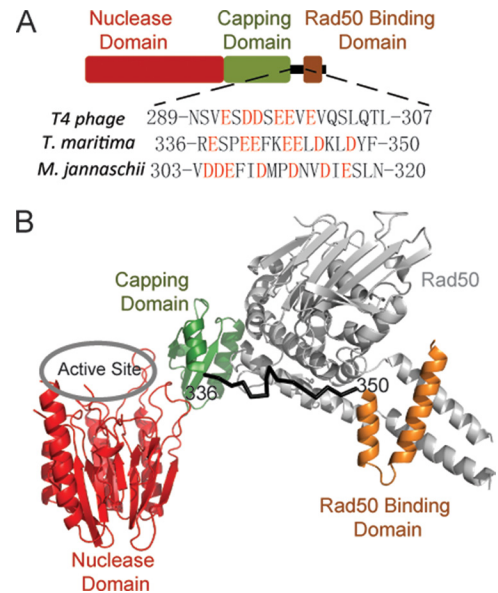 A
Nuclease Domain
Capping Domain
Rad50 Binding Domain
T4 phage 289-NSVESDDSEEVEVQSLQTL-307
T. maritima 336-RESPEEFKEELDKLDYF-350
M. jannaschii 303-VDDEFIDMPDNVDIESLN-320
B
Capping Domain
Rad50
Active Site
336
350
Rad50 Binding Domain
Nuclease Domain